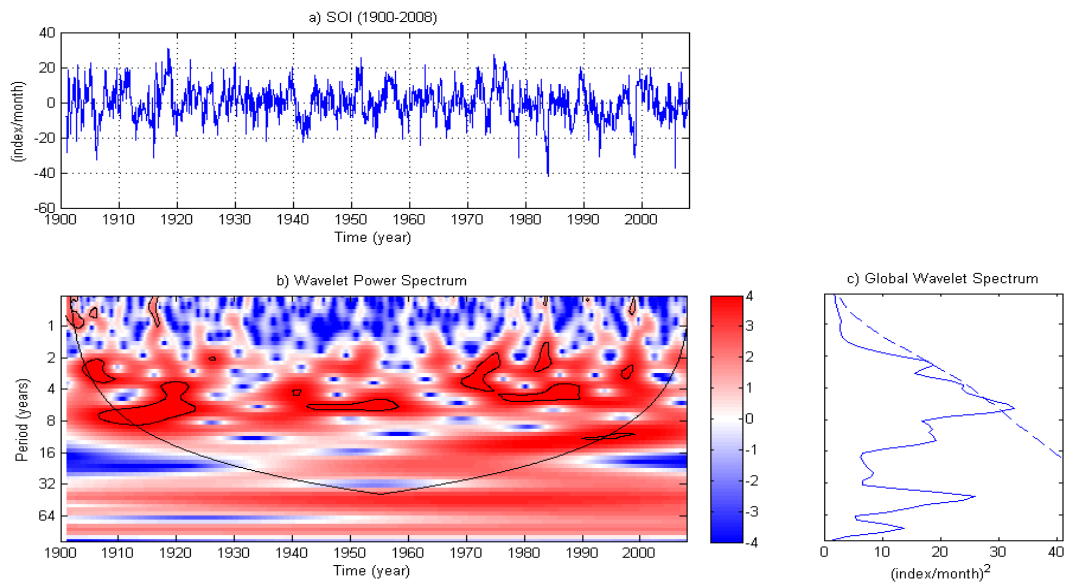 a) SOI (1900-2008)
40
20
0
-20
-40
-60
(index/month)
1900 1910 1920 1930 1940 1950 1960 1970 1980 1990 2000
Time (year)
b) Wavelet Power Spectrum
1
2
4
8
16
32
64
Period (years)
1900 1910 1920 1930 1940 1950 1960 1970 1980 1990 2000
Time (year)
4
3
2
1
0
-1
-2
-3
-4
c) Global Wavelet Spectrum
0 10 20 30 40
(index/month)²